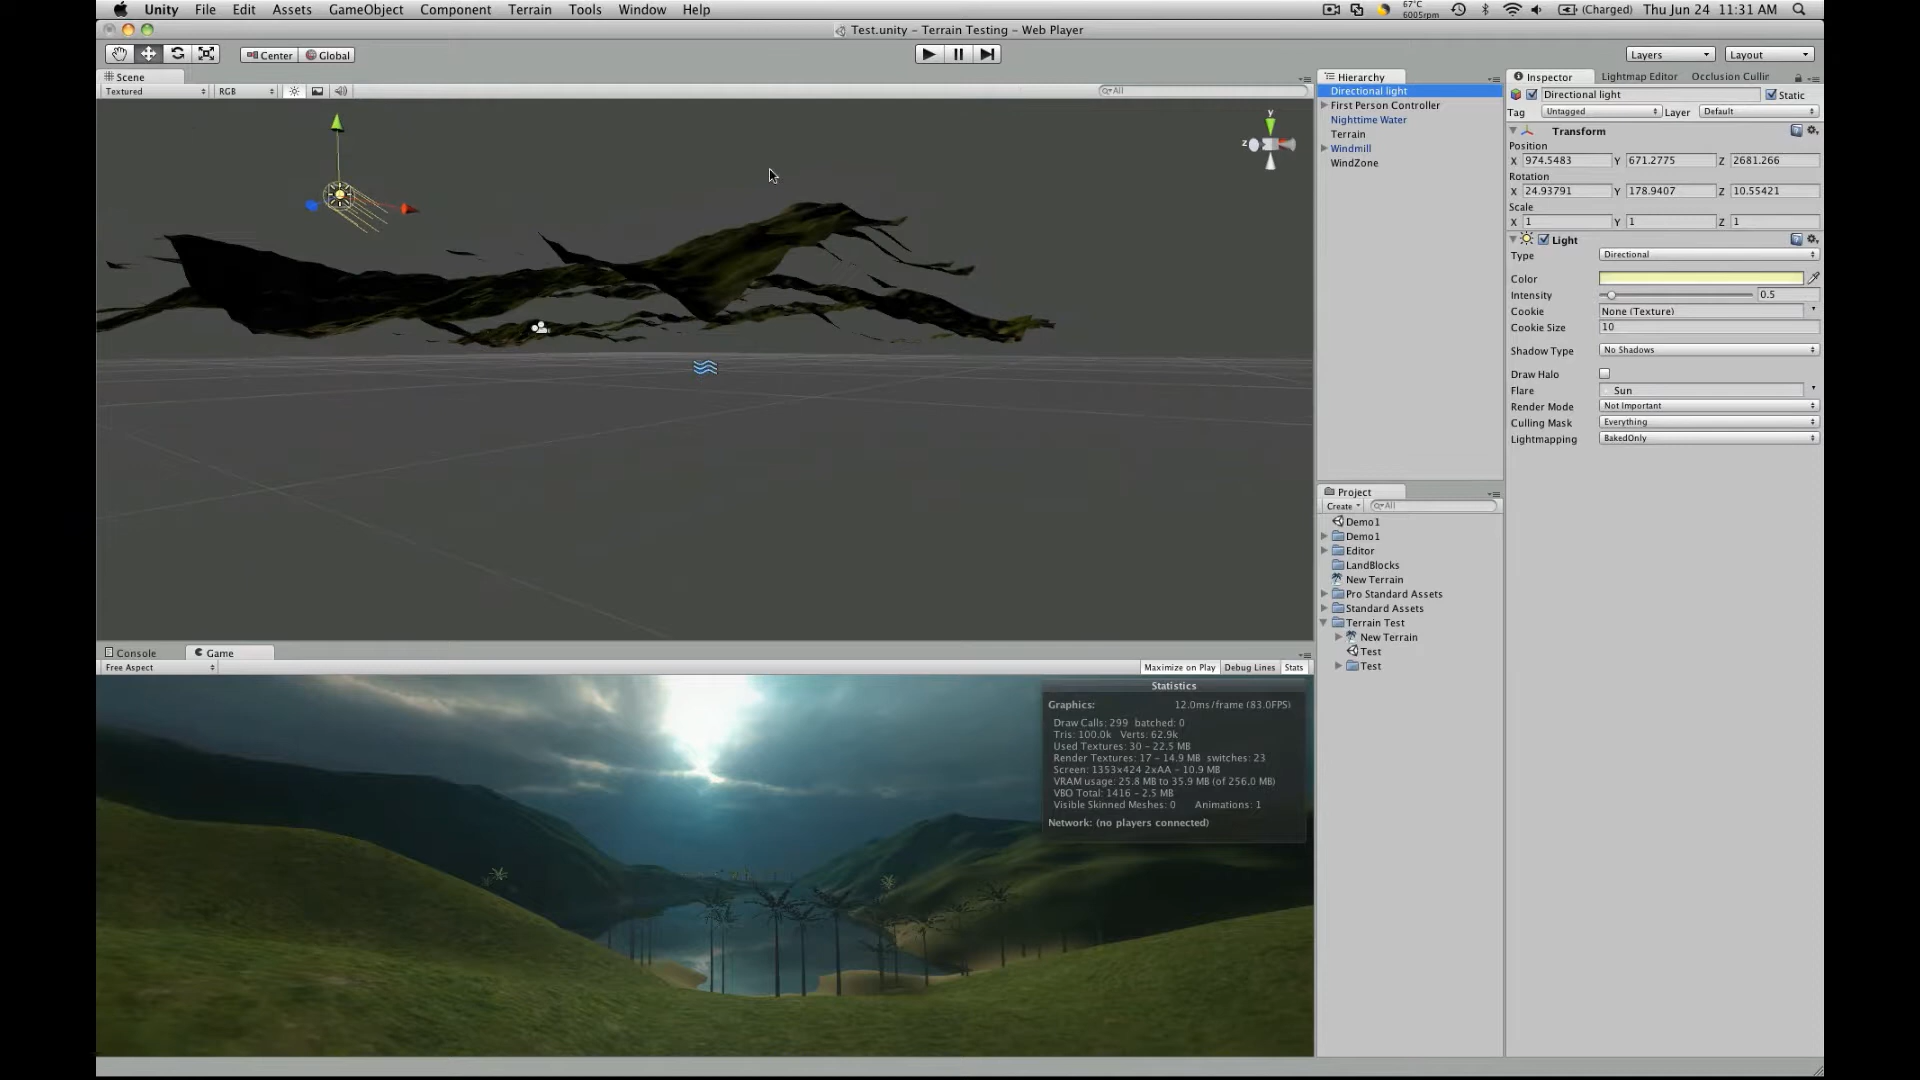 Unity File Edit Assets GameObject Component Terrain Tools Window Help
67°C
6005rpm
(Charged) Thu Jun 24 11:31 AM
Test.unity – Terrain Testing – Web Player
Center Global
Layers Layout
Scene
Textured RGB
All
y
z
Hierarchy
Directional light
First Person Controller
Nighttime Water
Terrain
Windmill
WindZone
Inspector Lightmap Editor Occlusion Cullin
Directional light Static
Tag Untagged Layer Default
Transform
Position
X 974.5483 Y 671.2775 Z 2681.266
Rotation
X 24.93791 Y 178.9407 Z 10.55421
Scale
X 1 Y 1 Z 1
Light
Type Directional
Color
Intensity 0.5
Cookie None (Texture)
Cookie Size 10
Shadow Type No Shadows
Draw Halo
Flare Sun
Render Mode Not Important
Culling Mask Everything
Lightmapping BakedOnly
Project
Create All
Demo1
Demo1
Editor
LandBlocks
New Terrain
Pro Standard Assets
Standard Assets
Terrain Test
New Terrain
Test
Test
Console Game
Free Aspect
Maximize on Play Debug Lines Stats
Statistics
Graphics: 12.0ms/frame (83.0FPS)
Draw Calls: 299 batched: 0
Tris: 100.0k Verts: 62.9k
Used Textures: 30 – 22.5 MB
Render Textures: 17 – 14.9 MB switches: 23
Screen: 1353x424 2xAA – 10.9 MB
VRAM usage: 25.8 MB to 35.9 MB (of 256.0 MB)
VBO Total: 1416 – 2.5 MB
Visible Skinned Meshes: 0 Animations: 1
Network: (no players connected)